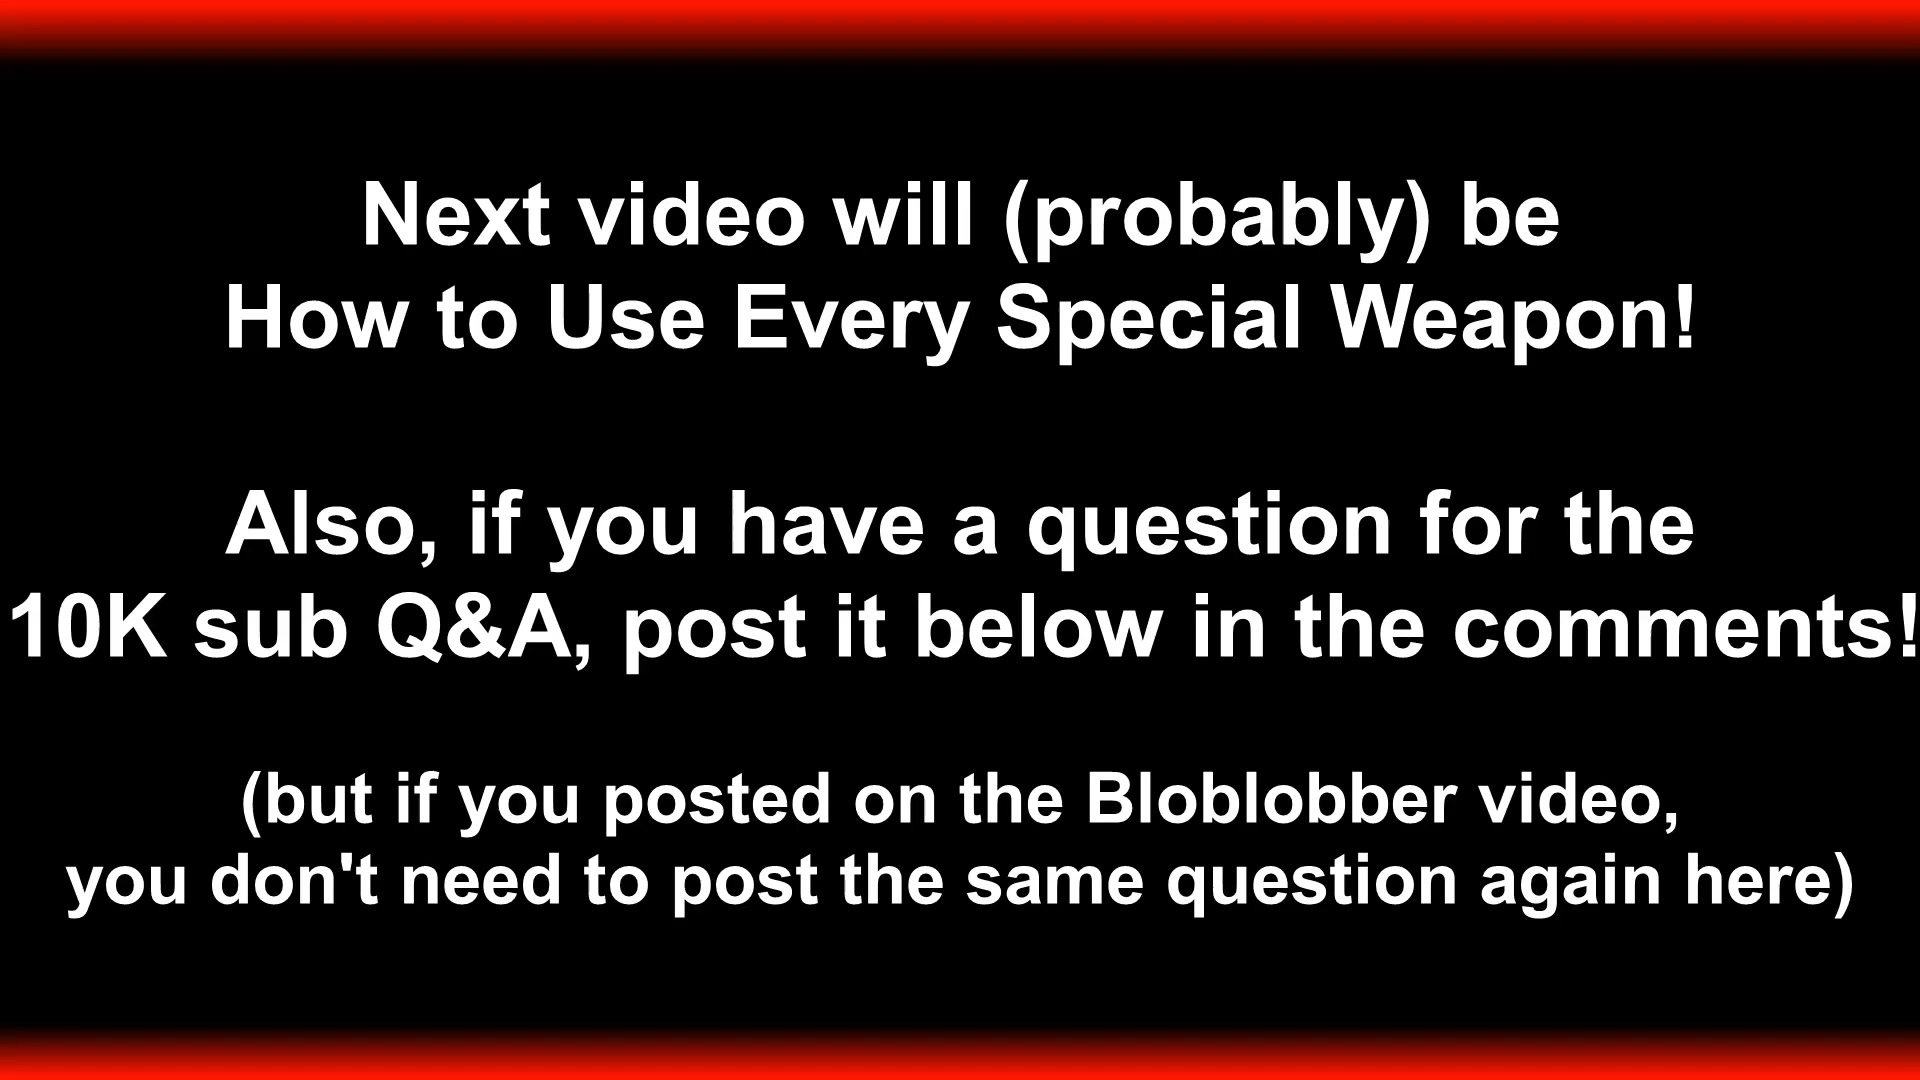 Next video will (probably) be
How to Use Every Special Weapon!
Also, if you have a question for the
10K sub Q&A, post it below in the comments!
(but if you posted on the Bloblobber video,
you don't need to post the same question again here)